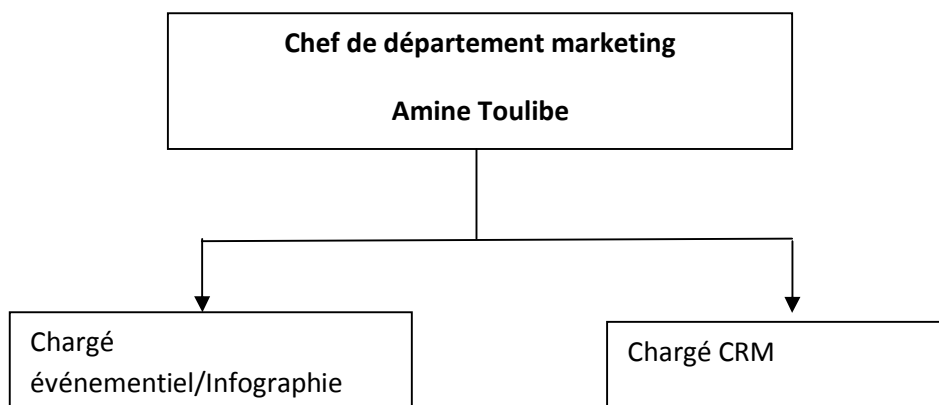 Chef de département marketing
Amine Toulibe
Chargé
événementiel/Infographie
Chargé CRM